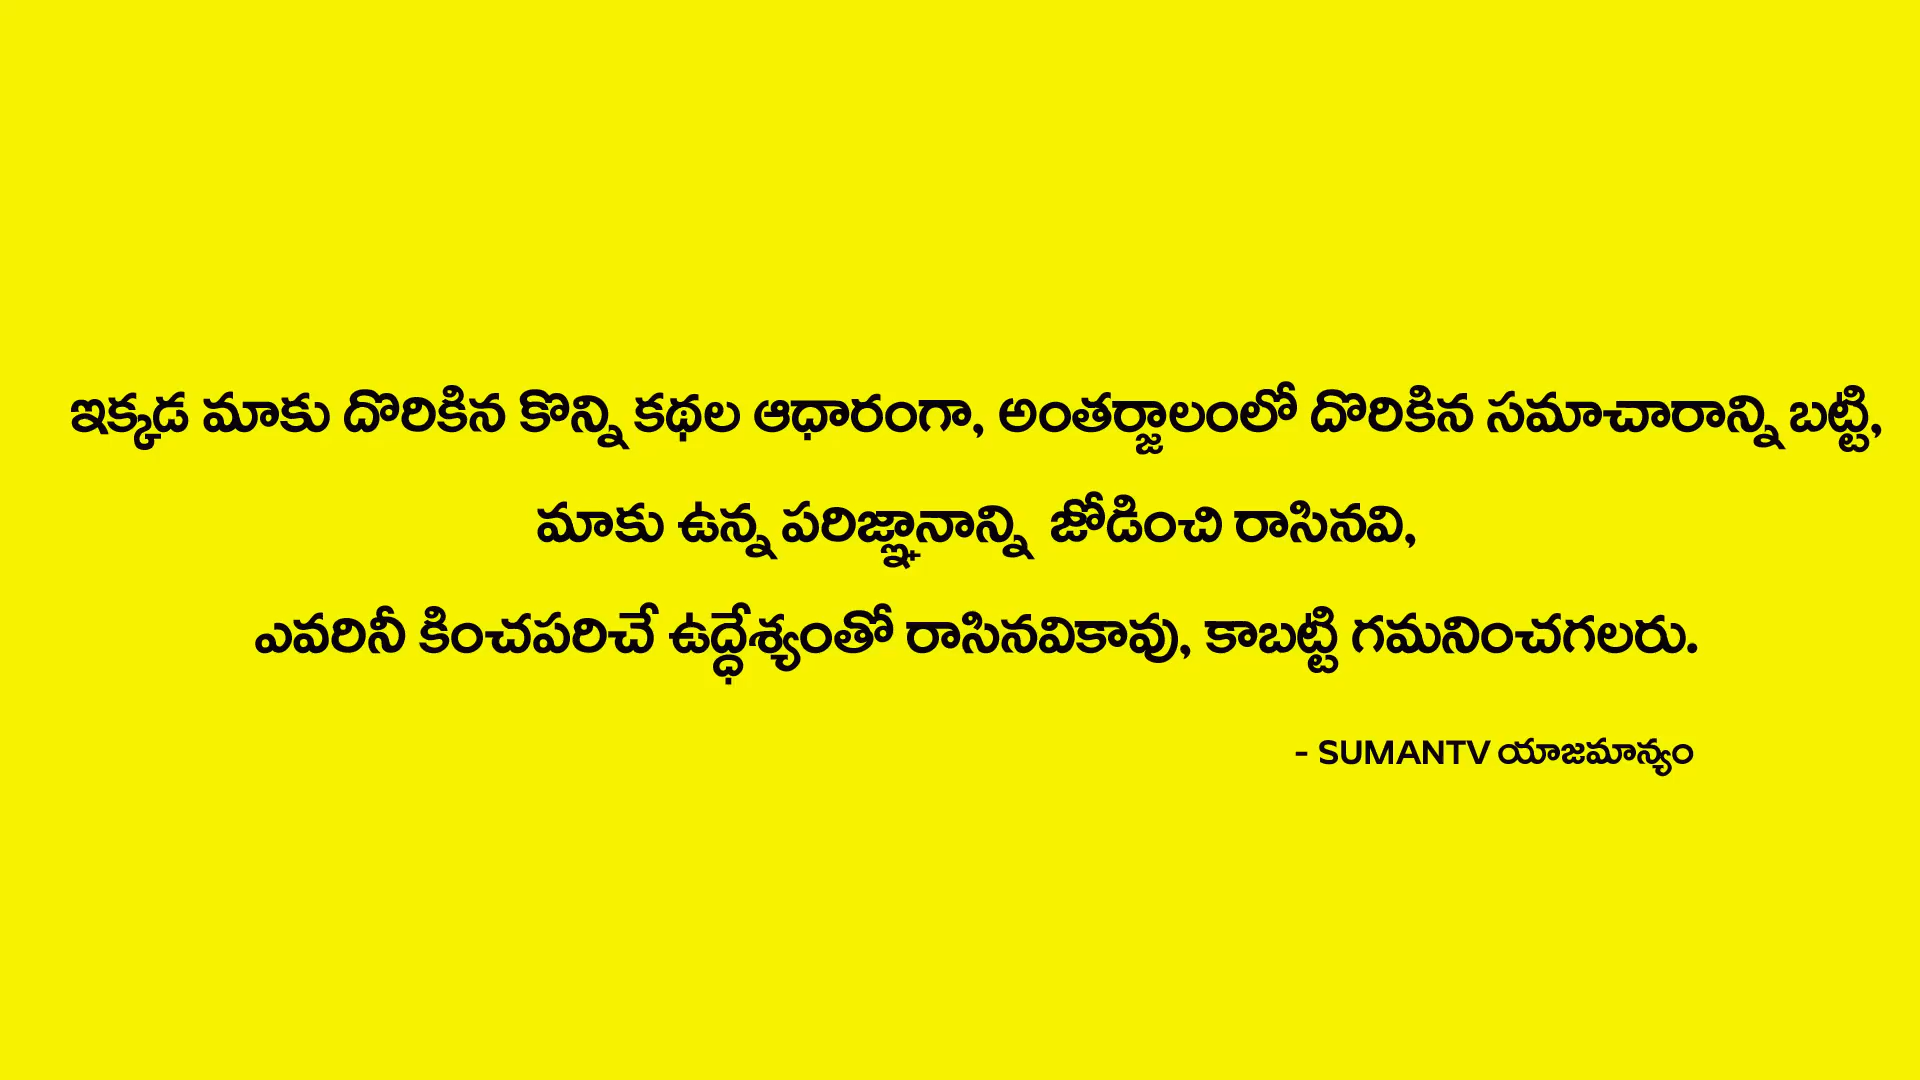 ఇక్కడ మాకు దొరికిన కొన్ని కథల ఆధారంగా, అంతర్జాలంలో దొరికిన సమాచారాన్ని బట్టి,
మాకు ఉన్న పరిజ్ఞానాన్ని జోడించి రాసినవి,
ఎవరినీ కించపరిచే ఉద్ధేశ్యంతో రాసినవికావు, కాబట్టి గమనించగలరు.
- SUMANTV యాజమాన్యం